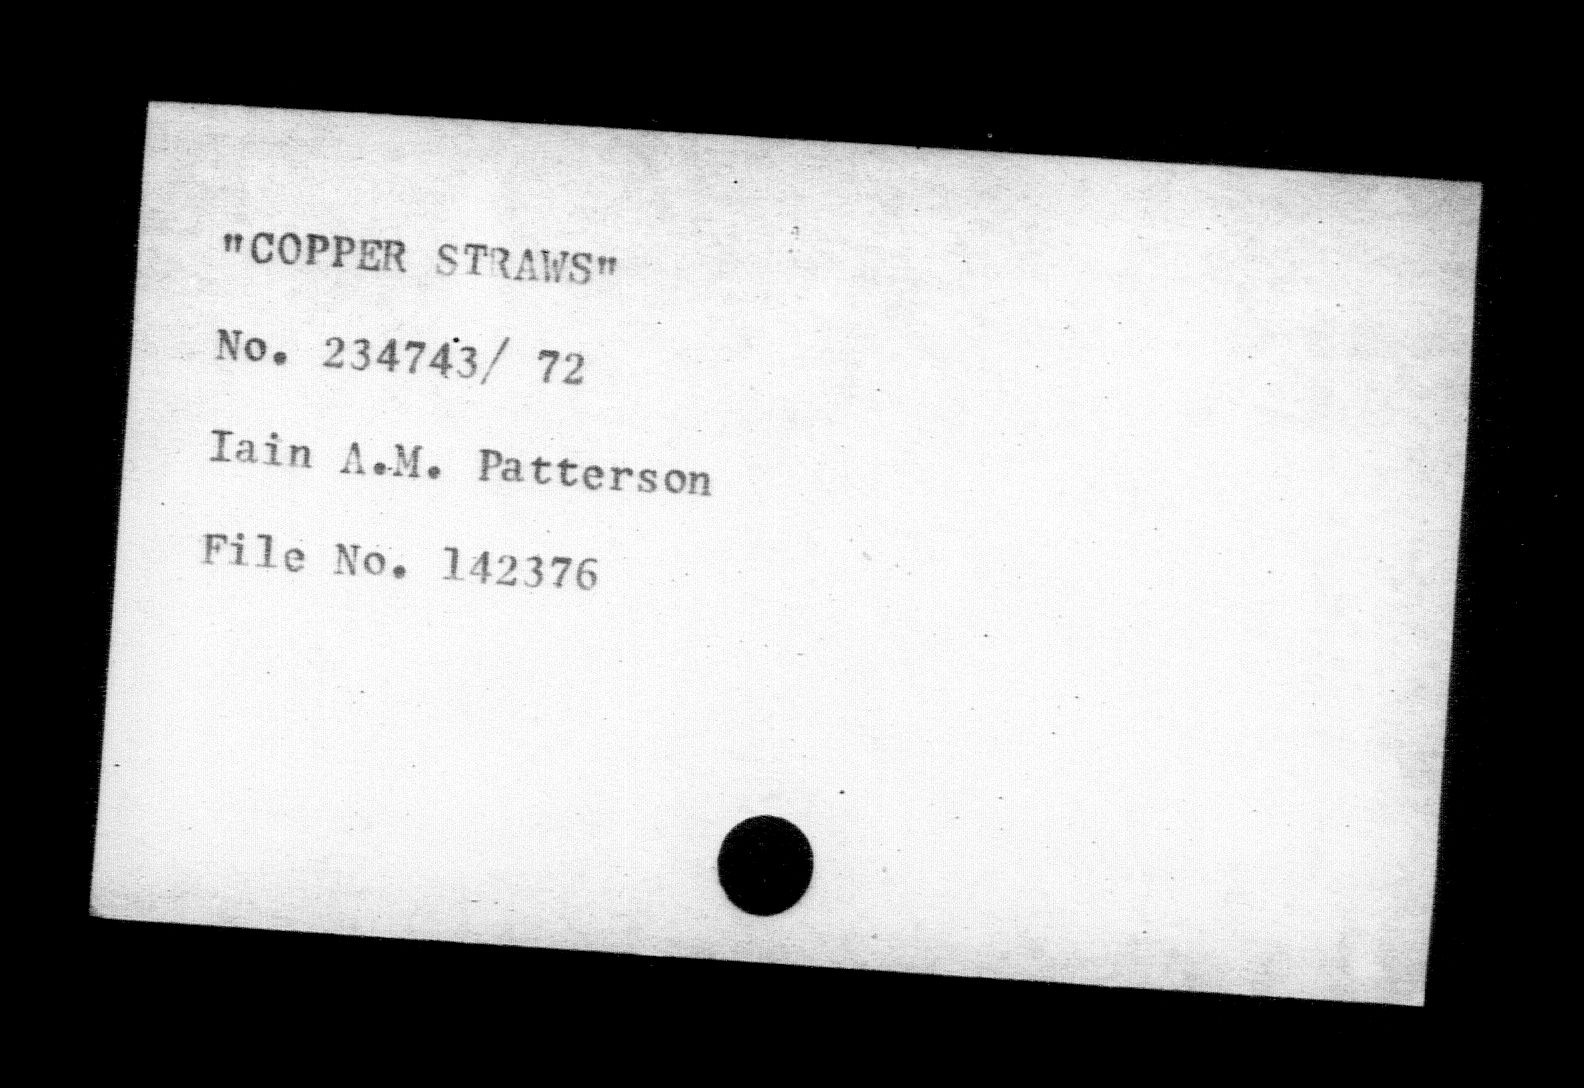 "COPPER STRAWS"
No. 234743/ 72
Iain A.M. Patterson
File No. 142376